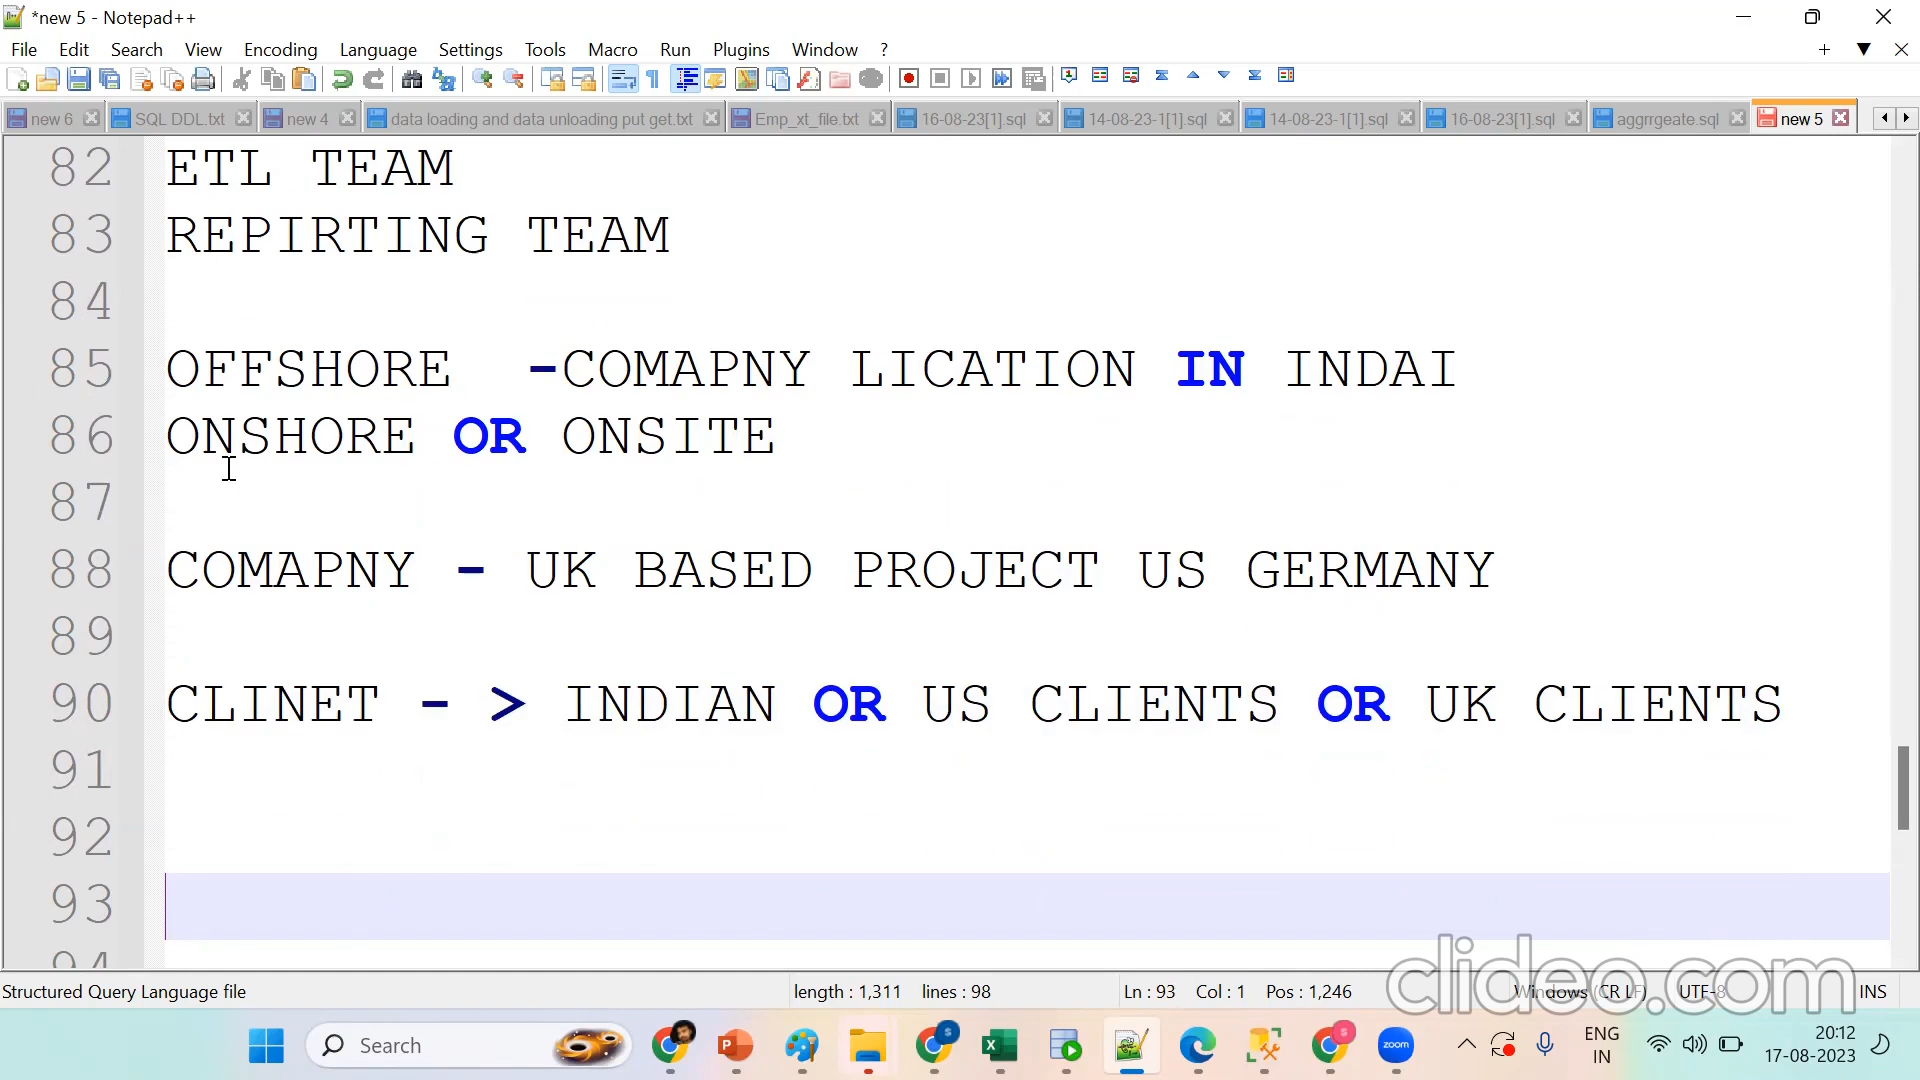 *new 5 - Notepad++
File Edit Search View Encoding Language Settings Tools Macro Run Plugins Window ?
new 6 SQL DDL.txt new 4 data loading and data unloading put get.txt Emp_xt_file.txt 16-08-23[1].sql 14-08-23-1[1].sql 14-08-23-1[1].sql 16-08-23[1].sql aggrrgeate.sql new 5
82 ETL TEAM
83 REPIRTING TEAM
84
85 OFFSHORE  -COMAPNY LICATION IN INDAI
86 ONSHORE OR ONSITE
87
88 COMAPNY - UK BASED PROJECT US GERMANY
89
90 CLINET - > INDIAN OR US CLIENTS OR UK CLIENTS
91
92
93
94
clideo.com
Structured Query Language file length : 1,311 lines : 98 Ln : 93 Col : 1 Pos : 1,246 Windows (CR LF) UTF-8 INS
Search zoom ENG 20:12
IN 17-08-2023